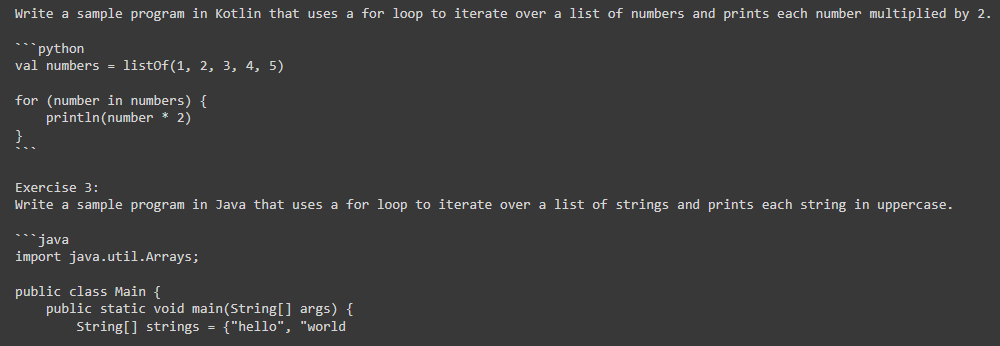 Write a sample program in Kotlin that uses a for loop to iterate over a list of numbers and prints each number multiplied by 2.

```python
val numbers = listOf(1, 2, 3, 4, 5)

for (number in numbers) {
    println(number * 2)
}
```

Exercise 3:
Write a sample program in Java that uses a for loop to iterate over a list of strings and prints each string in uppercase.

```java
import java.util.Arrays;

public class Main {
    public static void main(String[] args) {
        String[] strings = {"hello", "world